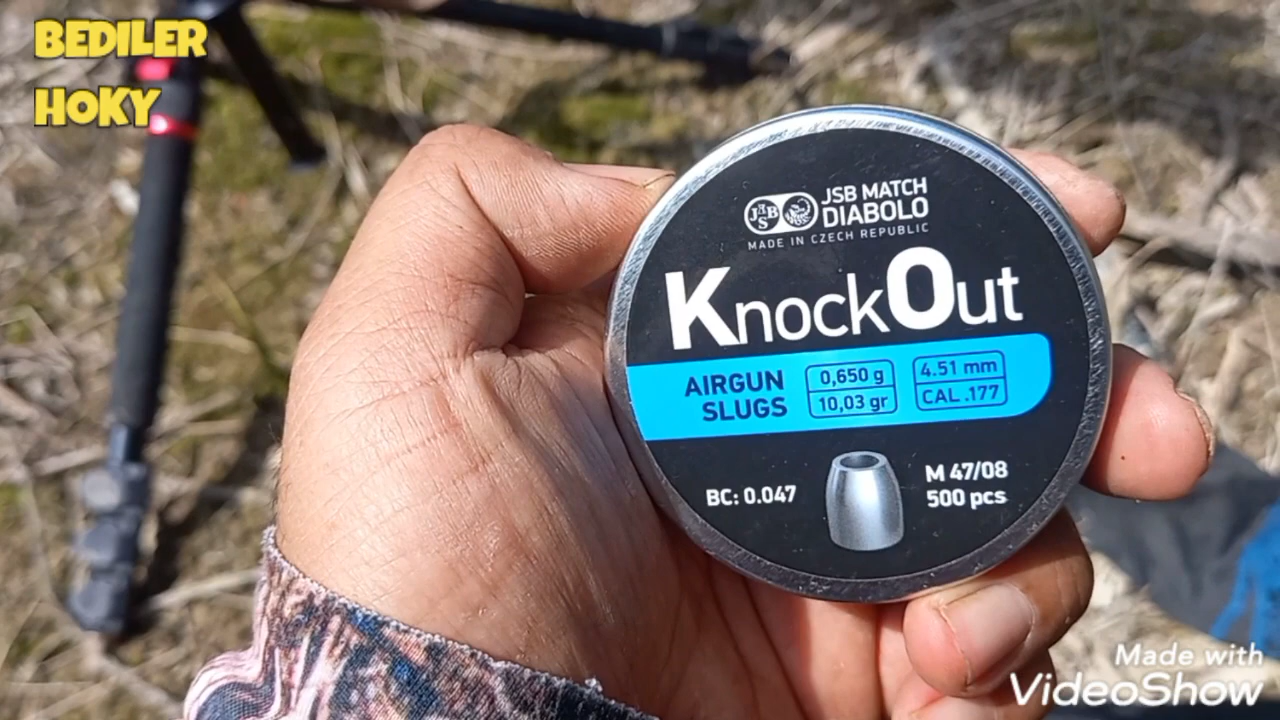 BEDILER
HOKY
JSB
JSB MATCH
DIABOLO
MADE IN CZECH REPUBLIC
KnockOut
AIRGUN
SLUGS
0,650 g
10,03 gr
4.51 mm
CAL .177
BC: 0.047
M 47/08
500 pcs
Made with
VideoShow